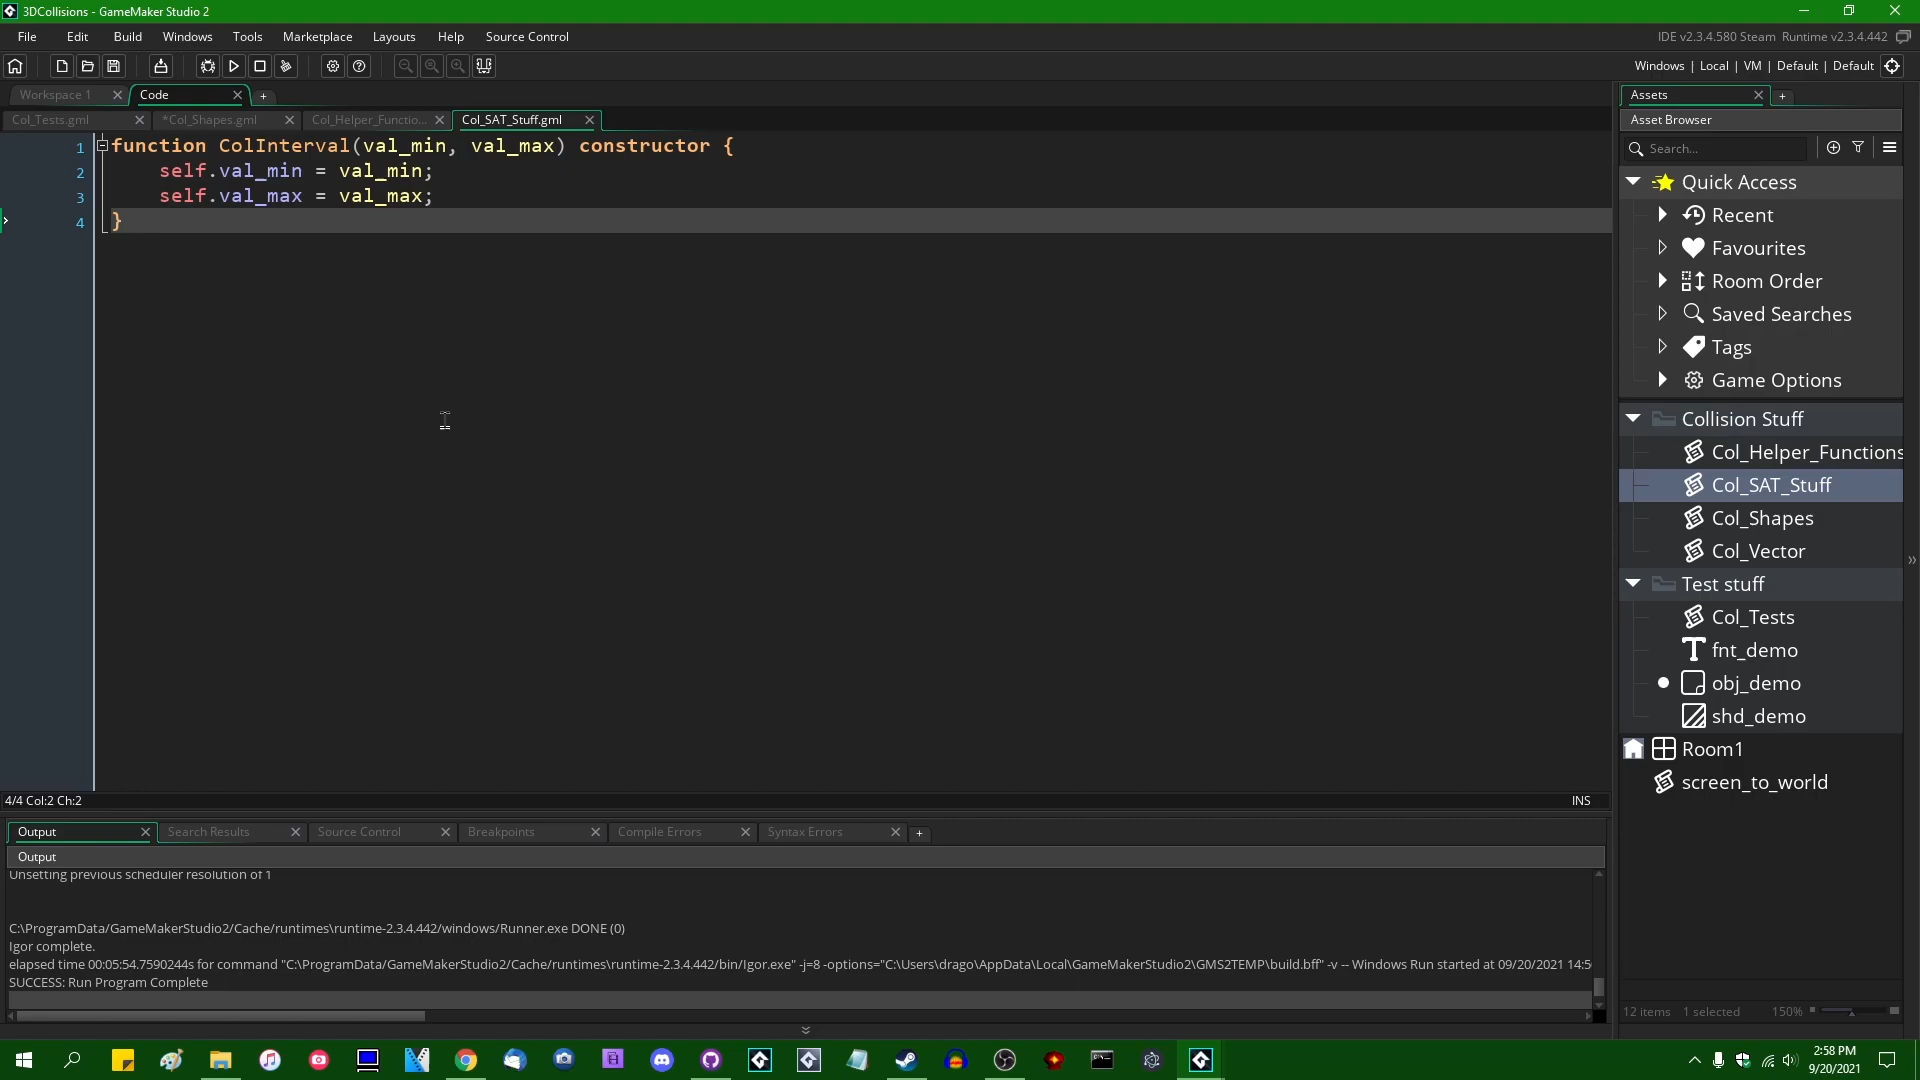 3DCollisions - GameMaker Studio 2
File Edit Build Windows Tools Marketplace Layouts Help Source Control
IDE v2.3.4.580 Steam Runtime v2.3.4.442
Windows | Local | VM | Default | Default
Workspace 1
Code
Assets
Col_Tests.gml
*Col_Shapes.gml
Col_Helper_Functio...
Col_SAT_Stuff.gml
Asset Browser
1 function ColInterval(val_min, val_max) constructor {
2 self.val_min = val_min;
3 self.val_max = val_max;
4 }
Search...
Quick Access
Recent
Favourites
Room Order
Saved Searches
Tags
Game Options
Collision Stuff
Col_Helper_Functions
Col_SAT_Stuff
Col_Shapes
Col_Vector
Test stuff
Col_Tests
fnt_demo
obj_demo
shd_demo
Room1
screen_to_world
12 items 1 selected 150%
4/4 Col:2 Ch:2
INS
Output
Search Results
Source Control
Breakpoints
Compile Errors
Syntax Errors
Output
Unsetting previous scheduler resolution of 1
C:\ProgramData/GameMakerStudio2/Cache/runtimes\runtime-2.3.4.442/windows/Runner.exe DONE (0)
Igor complete.
elapsed time 00:05:54.7590244s for command "C:\ProgramData/GameMakerStudio2/Cache/runtimes\runtime-2.3.4.442/bin/Igor.exe" -j=8 -options="C:\Users\drago\AppData\Local\GameMakerStudio2\GMS2TEMP\build.bff" -v -- Windows Run started at 09/20/2021 14:5
SUCCESS: Run Program Complete
2:58 PM
9/20/2021